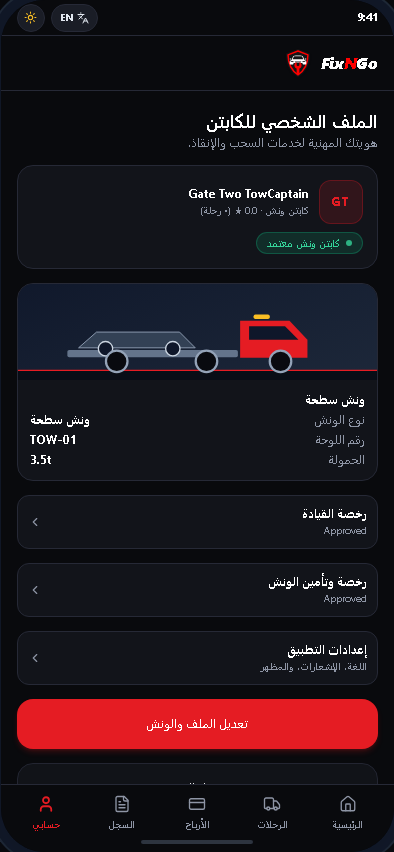 9:41
EN
FixNGo
الملف الشخصي للكابتن
هويتك المهنية لخدمات السحب والإنقاذ.
GT
Gate Two TowCaptain
كابتن ونش · 0.0 ★ (٠ رحلة)
كابتن ونش معتمد
ونش سطحة
نوع الونش ونش سطحة
رقم اللوحة TOW-01
الحمولة 3.5t
رخصة القيادة
Approved
رخصة وتأمين الونش
Approved
إعدادات التطبيق
اللغة، الإشعارات، والمظهر
تعديل الملف والونش
الرئيسية
الرحلات
الأرباح
السجل
حسابي